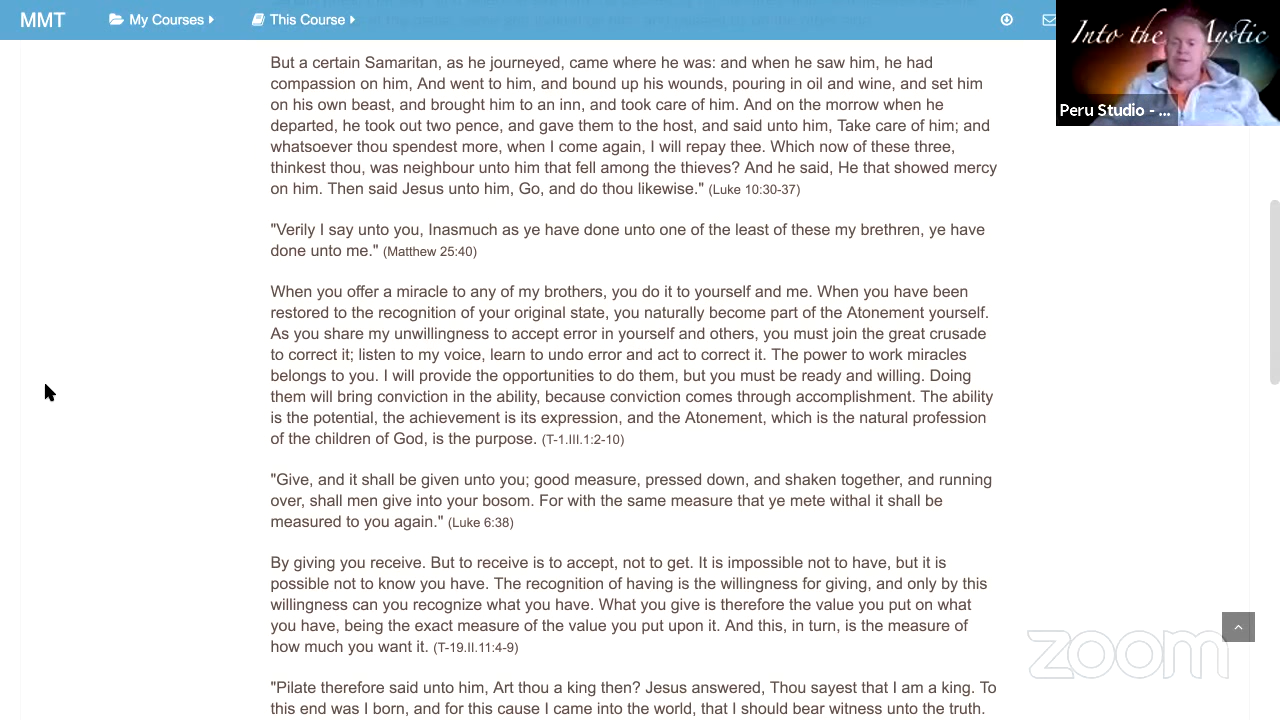 MMT
My Courses
This Course
Into the Mystic
Peru Studio - ...
But a certain Samaritan, as he journeyed, came where he was: and when he saw him, he had
compassion on him, And went to him, and bound up his wounds, pouring in oil and wine, and set him
on his own beast, and brought him to an inn, and took care of him. And on the morrow when he
departed, he took out two pence, and gave them to the host, and said unto him, Take care of him; and
whatsoever thou spendest more, when I come again, I will repay thee. Which now of these three,
thinkest thou, was neighbour unto him that fell among the thieves? And he said, He that showed mercy
on him. Then said Jesus unto him, Go, and do thou likewise." (Luke 10:30-37)
"Verily I say unto you, Inasmuch as ye have done unto one of the least of these my brethren, ye have
done unto me." (Matthew 25:40)
When you offer a miracle to any of my brothers, you do it to yourself and me. When you have been
restored to the recognition of your original state, you naturally become part of the Atonement yourself.
As you share my unwillingness to accept error in yourself and others, you must join the great crusade
to correct it; listen to my voice, learn to undo error and act to correct it. The power to work miracles
belongs to you. I will provide the opportunities to do them, but you must be ready and willing. Doing
them will bring conviction in the ability, because conviction comes through accomplishment. The ability
is the potential, the achievement is its expression, and the Atonement, which is the natural profession
of the children of God, is the purpose. (T-1.III.1:2-10)
"Give, and it shall be given unto you; good measure, pressed down, and shaken together, and running
over, shall men give into your bosom. For with the same measure that ye mete withal it shall be
measured to you again." (Luke 6:38)
By giving you receive. But to receive is to accept, not to get. It is impossible not to have, but it is
possible not to know you have. The recognition of having is the willingness for giving, and only by this
willingness can you recognize what you have. What you give is therefore the value you put on what
you have, being the exact measure of the value you put upon it. And this, in turn, is the measure of
how much you want it. (T-19.II.11:4-9)
zoom
"Pilate therefore said unto him, Art thou a king then? Jesus answered, Thou sayest that I am a king. To
this end was I born, and for this cause I came into the world, that I should bear witness unto the truth.